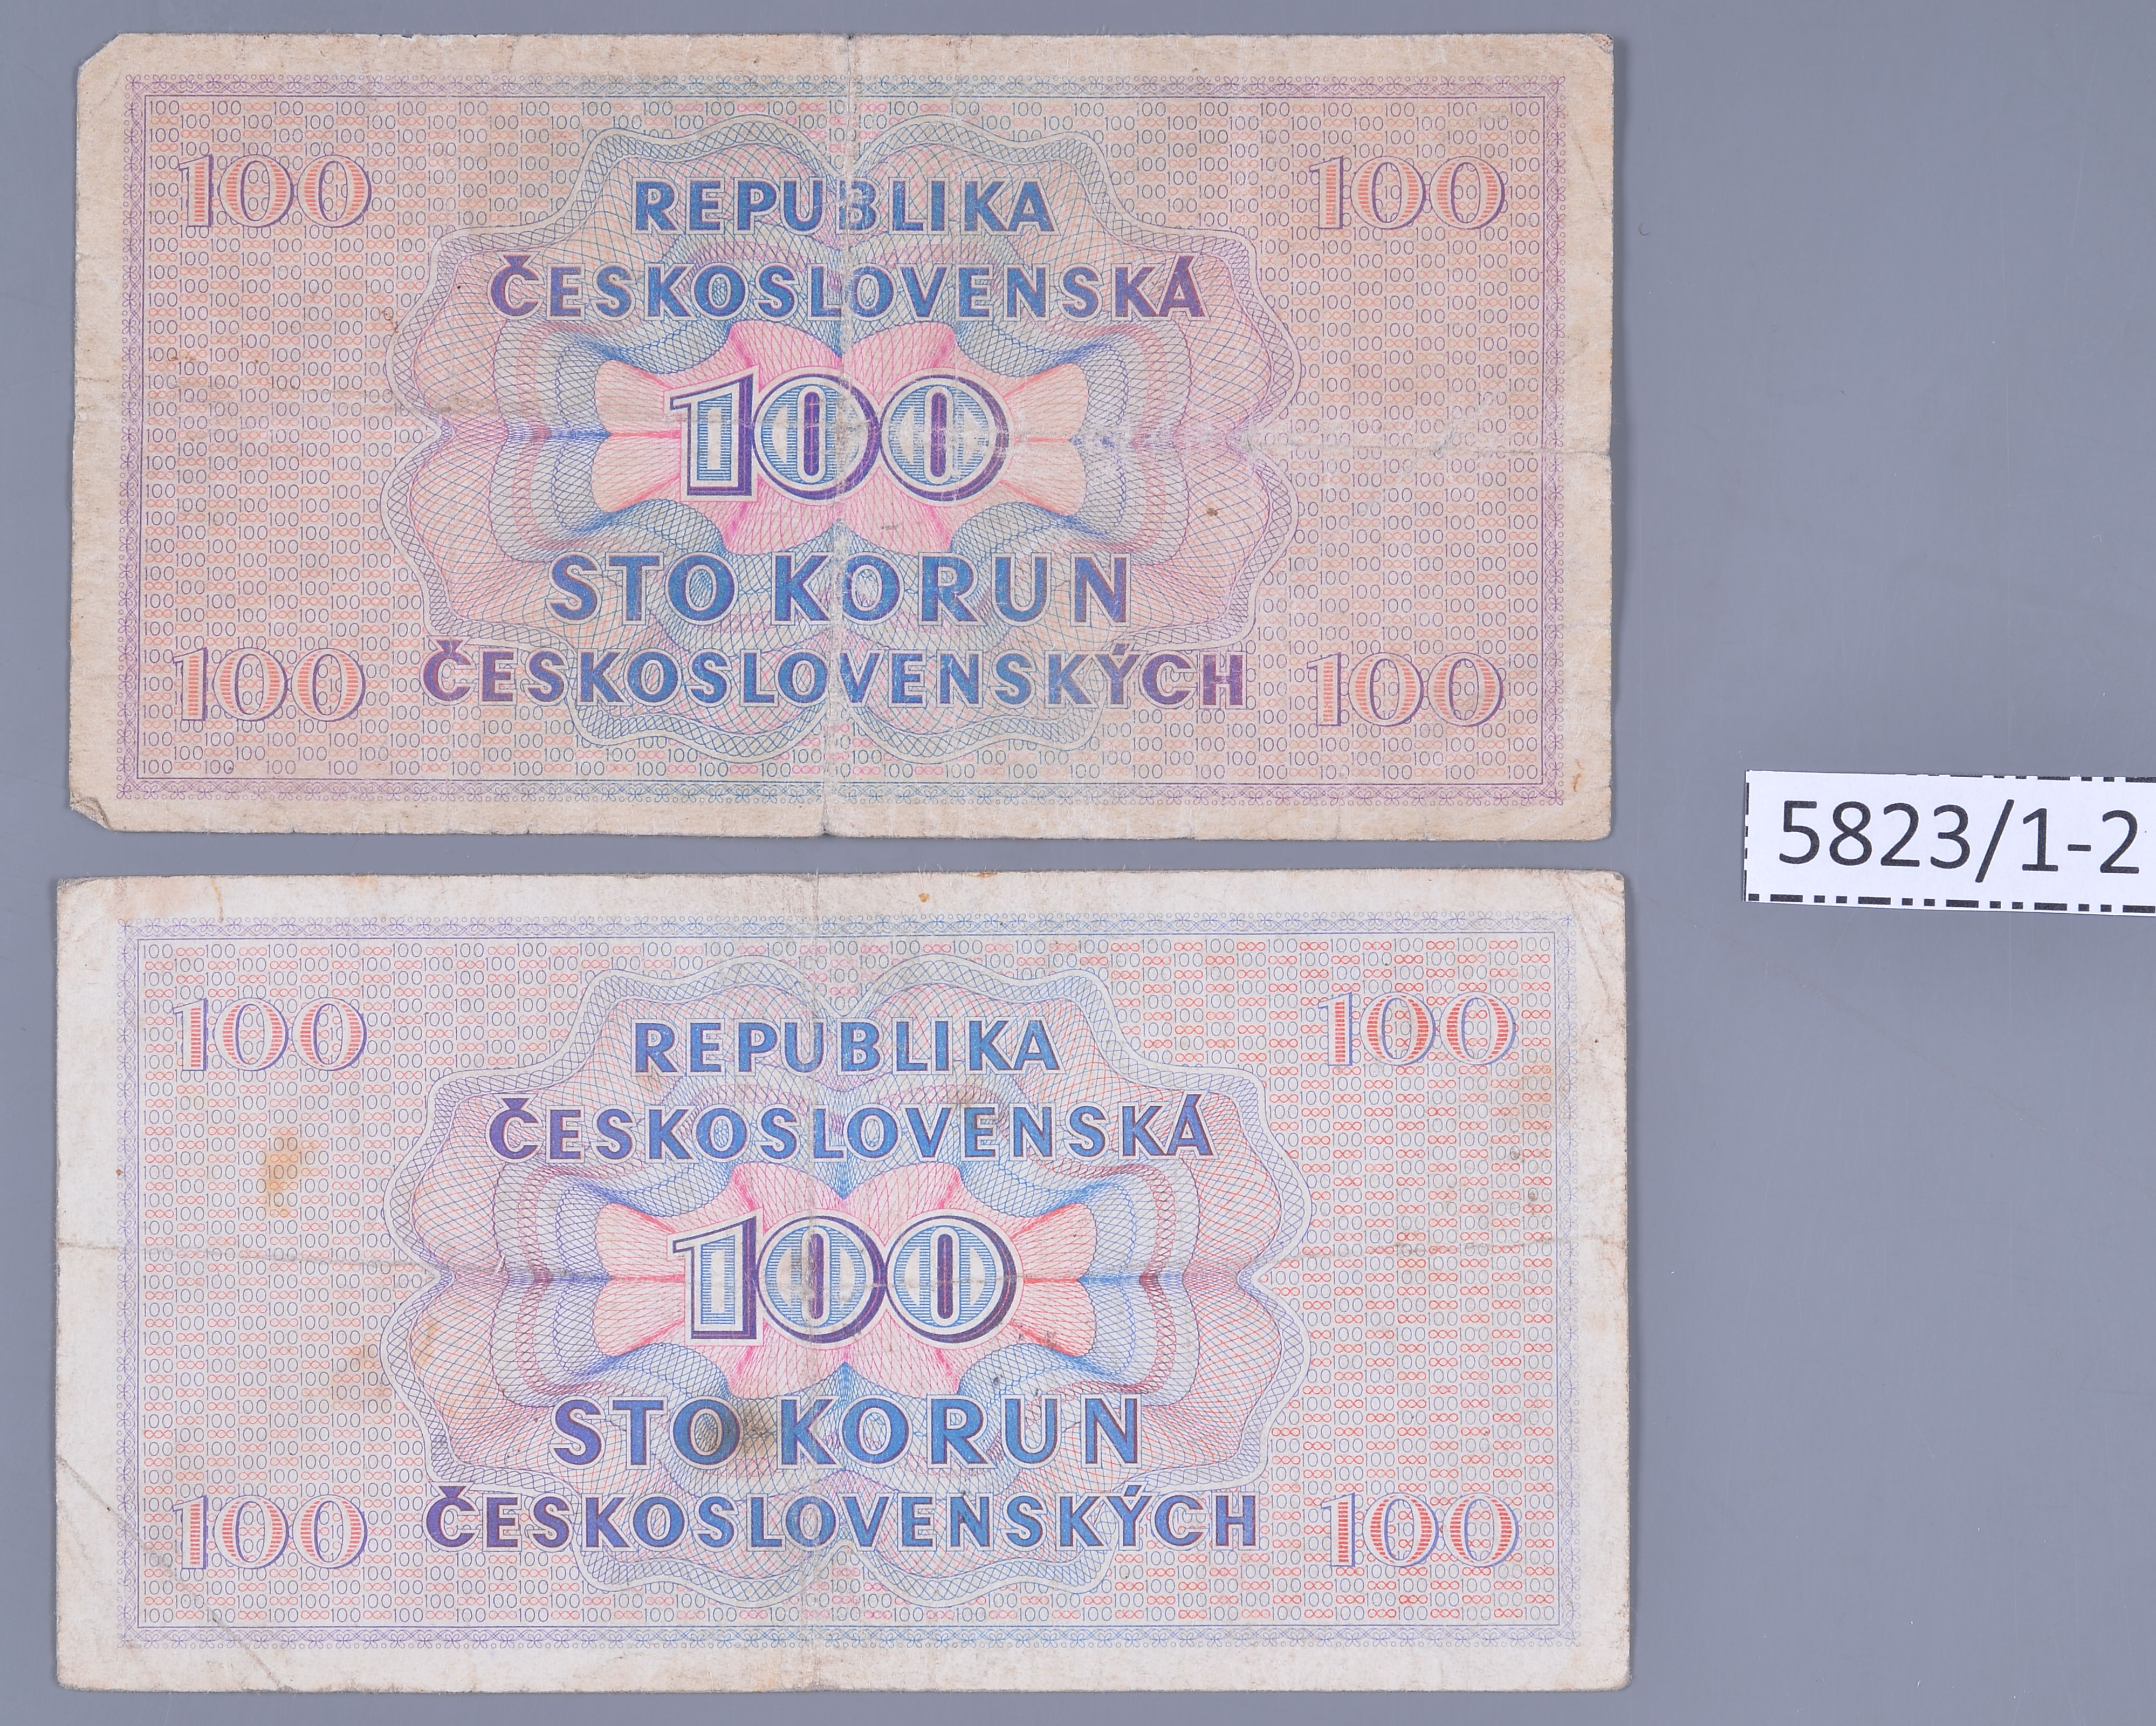 100 100
REPUBLIKA
ČESKOSLOVENSKÁ
100
STO KORUN
ČESKOSLOVENSKÝCH
100 100
5823/1-2
100 100
REPUBLIKA
ČESKOSLOVENSKÁ
100
STO KORUN
ČESKOSLOVENSKÝCH
100 100